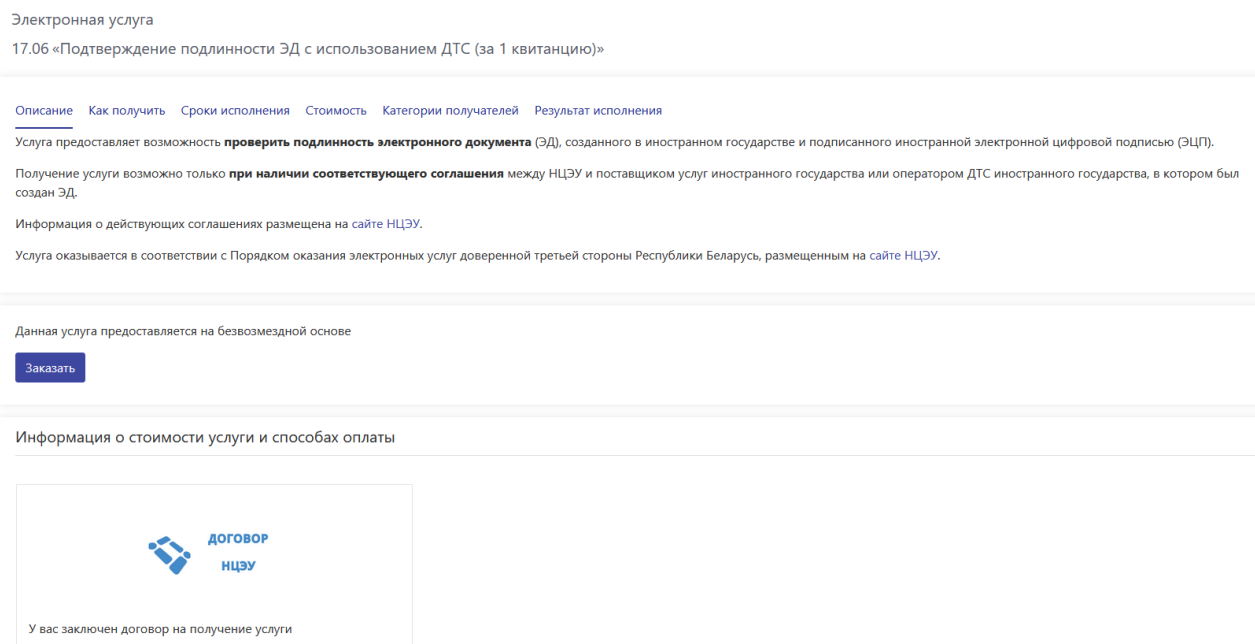 Электронная услуга
17.06 «Подтверждение подлинности ЭД с использованием ДТС (за 1 квитанцию)»
Описание Как получить Сроки исполнения Стоимость Категории получателей Результат исполнения
Услуга предоставляет возможность проверить подлинность электронного документа (ЭД), созданного в иностранном государстве и подписанного иностранной электронной цифровой подписью (ЭЦП).
Получение услуги возможно только при наличии соответствующего соглашения между НЦЭУ и поставщиком услуг иностранного государства или оператором ДТС иностранного государства, в котором был
создан ЭД.
Информация о действующих соглашениях размещена на сайте НЦЭУ.
Услуга оказывается в соответствии с Порядком оказания электронных услуг доверенной третьей стороны Республики Беларусь, размещенным на сайте НЦЭУ.
Данная услуга предоставляется на безвозмездной основе
Заказать
Информация о стоимости услуги и способах оплаты
ДОГОВОР
НЦЭУ
У вас заключен договор на получение услуги